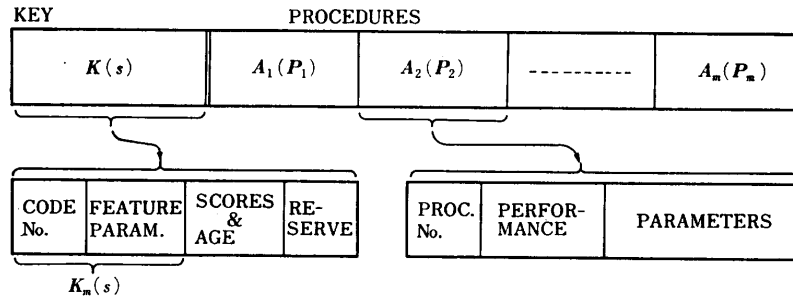 KEY PROCEDURES
K(s) A₁(P₁) A₂(P₂) --------- Aₘ(Pₘ)
CODE No. FEATURE PARAM. SCORES & AGE RE-SERVE PROC. No. PERFOR-MANCE PARAMETERS
Kₘ(s)